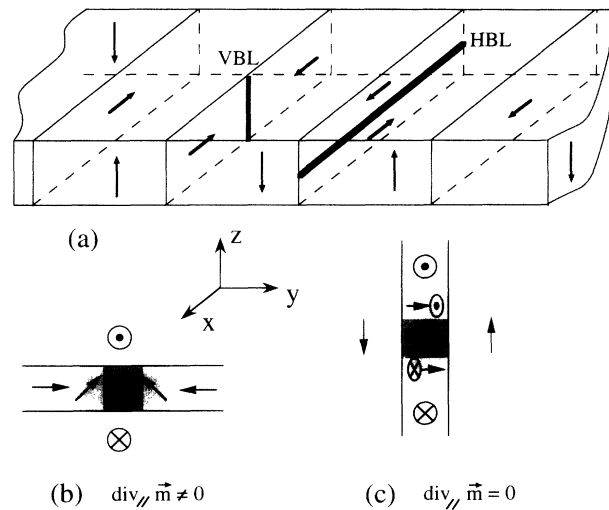 VBL
HBL
(a)
z
y
x
(b) div// m⃗ ≠ 0
(c) div// m⃗ = 0